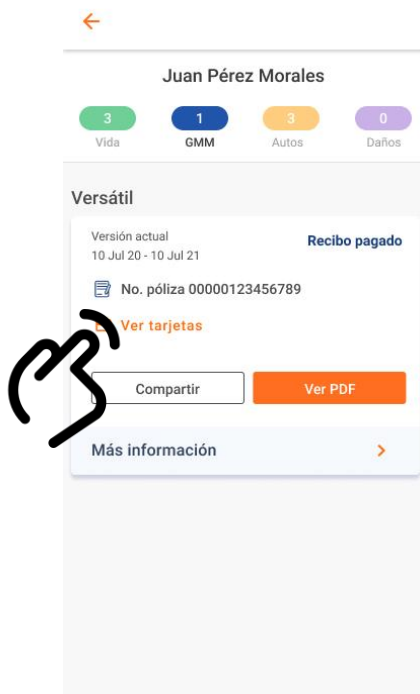 Juan Pérez Morales
3 1 3 0
Vida GMM Autos Daños
Versátil
Versión actual
10 Jul 20 - 10 Jul 21
Recibo pagado
No. póliza 00000123456789
Ver tarjetas
Compartir Ver PDF
Más información